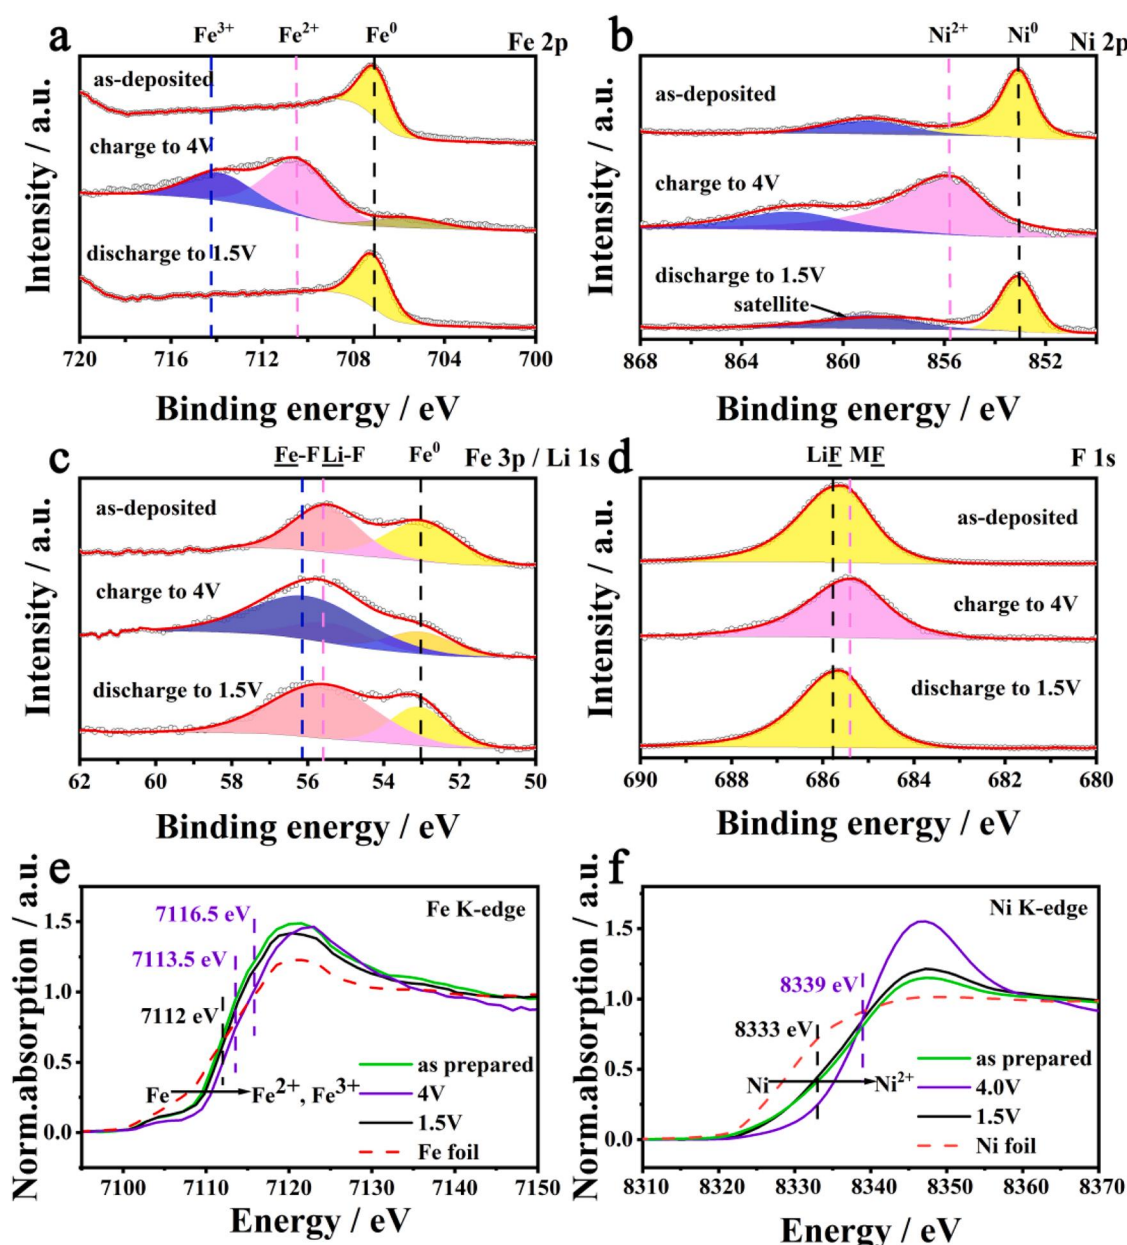 a
Fe³⁺ Fe²⁺ Fe⁰
Fe 2p
as-deposited
charge to 4V
discharge to 1.5V
Intensity / a.u.
720 716 712 708 704 700
Binding energy / eV
b
Ni²⁺ Ni⁰
Ni 2p
as-deposited
charge to 4V
discharge to 1.5V
satellite
Intensity / a.u.
868 864 860 856 852
Binding energy / eV
c
Fe-F Li-F Fe⁰
Fe 3p / Li 1s
as-deposited
charge to 4V
discharge to 1.5V
Intensity / a.u.
62 60 58 56 54 52 50
Binding energy / eV
d
LiF MF
F 1s
as-deposited
charge to 4V
discharge to 1.5V
Intensity / a.u.
690 688 686 684 682 680
Binding energy / eV
e
Fe K-edge
7116.5 eV
7113.5 eV
7112 eV
Fe Fe²⁺, Fe³⁺
as prepared
4V
1.5V
Fe foil
Norm.absorption / a.u.
1.5
1.0
0.5
0.0
7100 7110 7120 7130 7140 7150
Energy / eV
f
Ni K-edge
8339 eV
8333 eV
Ni Ni²⁺
as prepared
4.0V
1.5V
Ni foil
Norm.absorption / a.u.
1.5
1.0
0.5
0.0
8310 8320 8330 8340 8350 8360 8370
Energy / eV